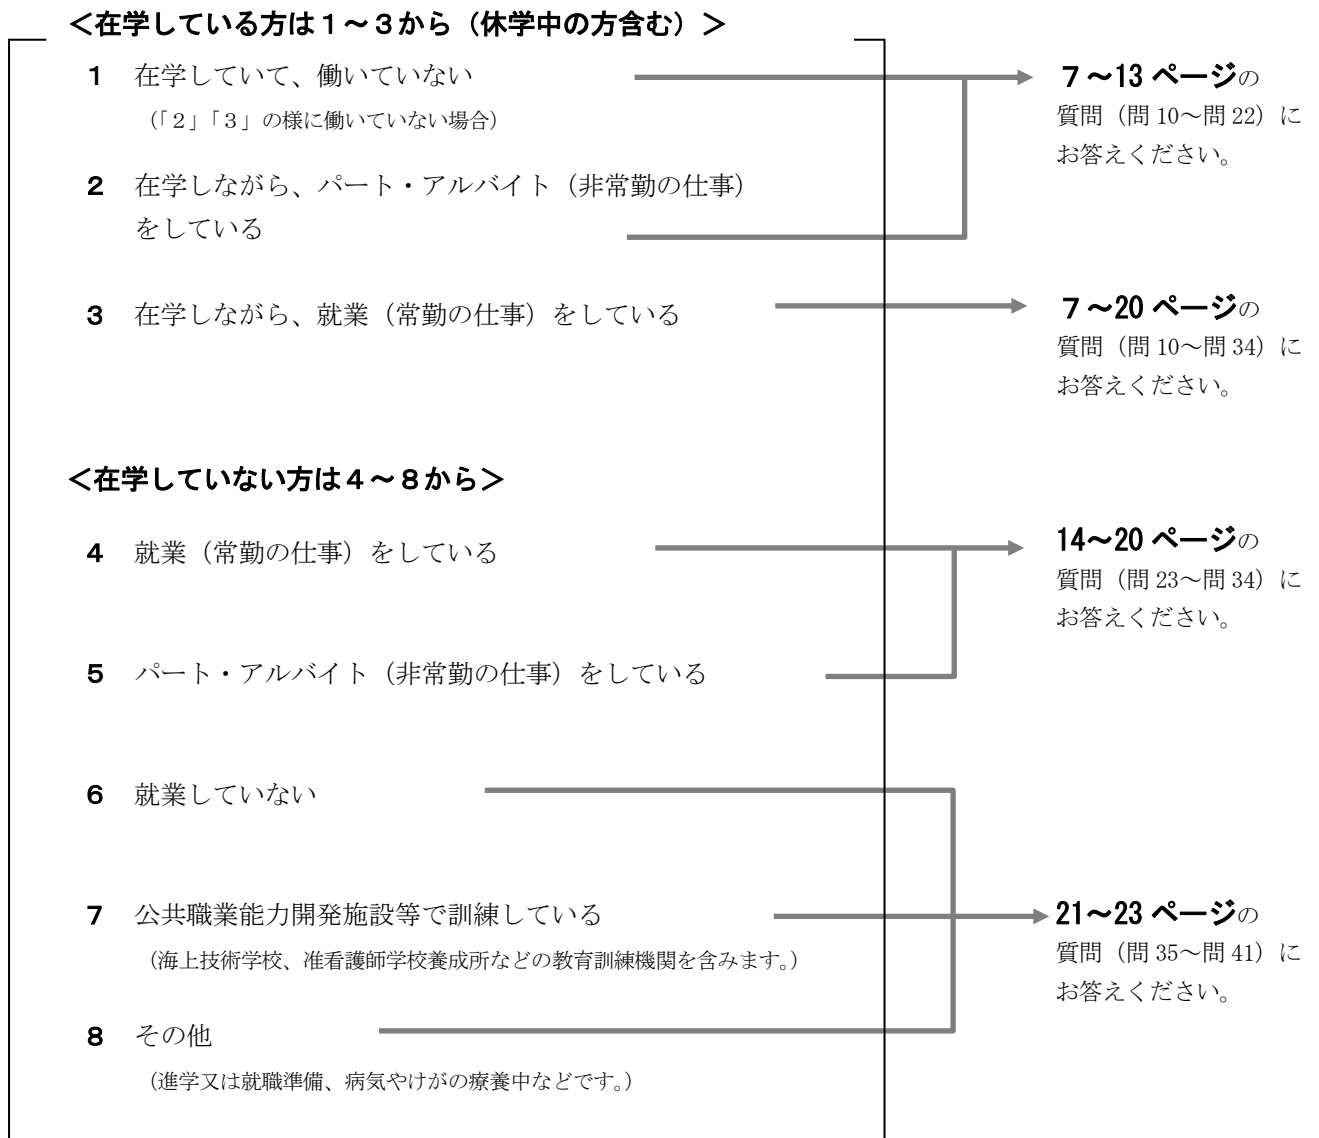 ＜在学している方は１～３から（休学中の方含む）＞
１　在学していて、働いていない
（「２」「３」の様に働いていない場合）
７～13 ページの
質問（問 10～問 22）に
お答えください。
２　在学しながら、パート・アルバイト（非常勤の仕事）
をしている
３　在学しながら、就業（常勤の仕事）をしている
７～20 ページの
質問（問 10～問 34）に
お答えください。
＜在学していない方は４～８から＞
４　就業（常勤の仕事）をしている
14～20 ページの
質問（問 23～問 34）に
お答えください。
５　パート・アルバイト（非常勤の仕事）をしている
６　就業していない
７　公共職業能力開発施設等で訓練している
（海上技術学校、准看護師学校養成所などの教育訓練機関を含みます。）
21～23 ページの
質問（問 35～問 41）に
お答えください。
８　その他
（進学又は就職準備、病気やけがの療養中などです。）